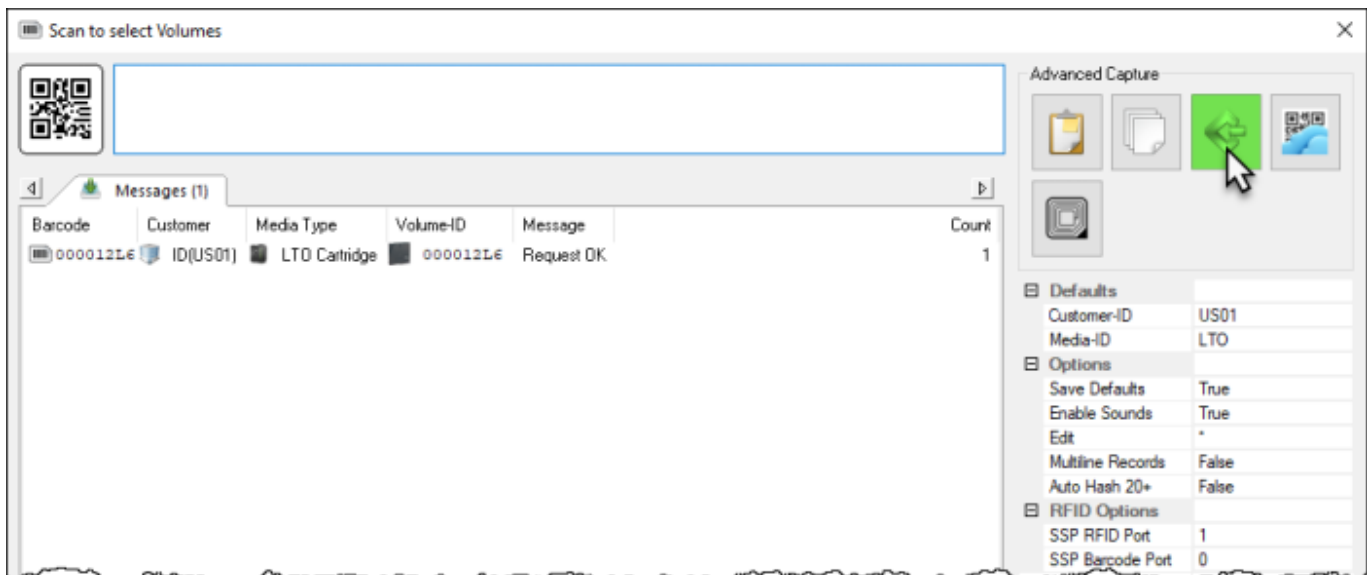 Scan to select Volumes
Advanced Capture
Messages (1)
Barcode Customer Media Type Volume-ID Message Count
000012L6 ID(US01) LTO Cartridge 000012L6 Request OK 1
Defaults
Customer-ID US01
Media-ID LTO
Options
Save Defaults True
Enable Sounds True
Edit *
Multiline Records False
Auto Hash 20+ False
RFID Options
SSP RFID Port 1
SSP Barcode Port 0